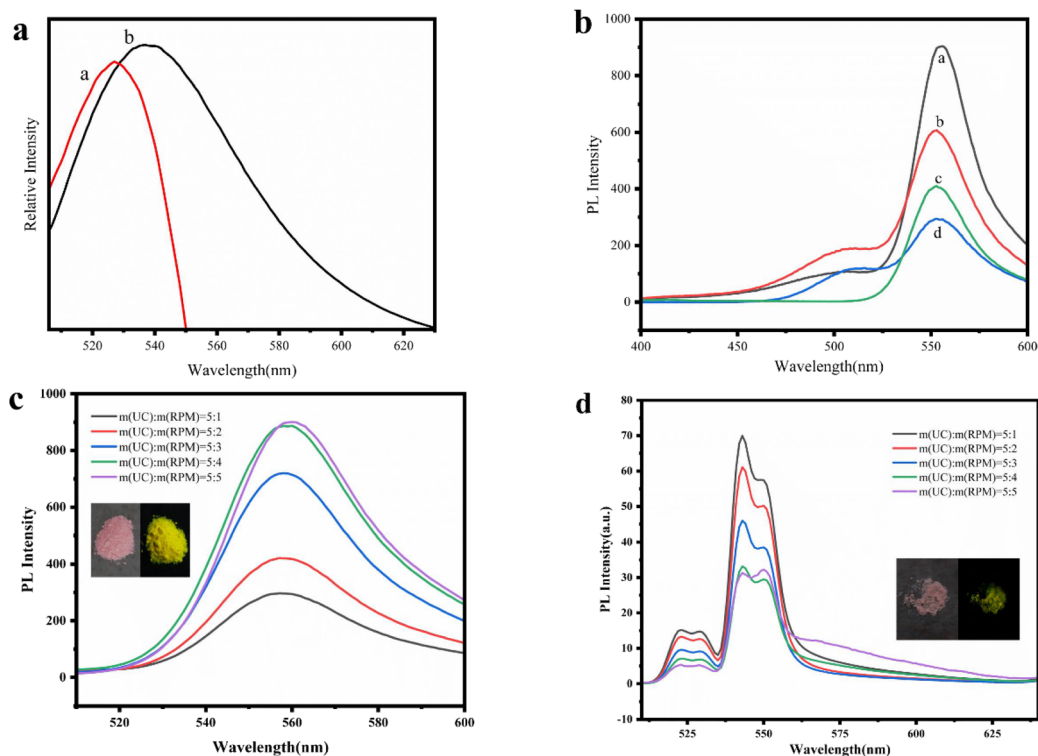 a
b
a
Relative Intensity
520 540 560 580 600 620
Wavelength(nm)
b
1000
800
600
400
200
0
PL Intensity
a
b
c
d
400 450 500 550 600
Wavelength(nm)
c
1000
900
750
600
450
300
150
0
PL Intensity
m(UC):m(RPM)=5:1
m(UC):m(RPM)=5:2
m(UC):m(RPM)=5:3
m(UC):m(RPM)=5:4
m(UC):m(RPM)=5:5
520 540 560 580 600
Wavelength(nm)
d
80
70
60
50
40
30
20
10
0
-10
PL Intensity(a.u.)
m(UC):m(RPM)=5:1
m(UC):m(RPM)=5:2
m(UC):m(RPM)=5:3
m(UC):m(RPM)=5:4
m(UC):m(RPM)=5:5
525 550 575 600 625
Wavelength(nm)